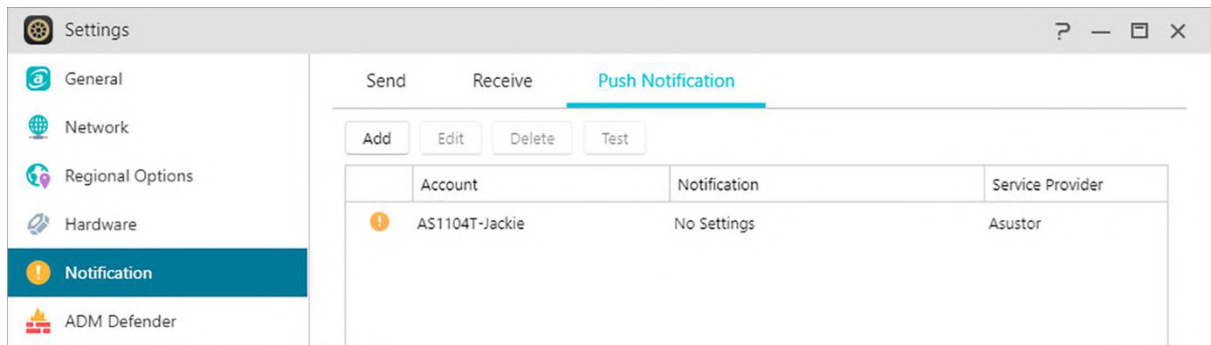 Settings
General
Network
Regional Options
Hardware
Notification
ADM Defender
Send Receive Push Notification
Add Edit Delete Test
Account Notification Service Provider
AS1104T-Jackie No Settings Asustor